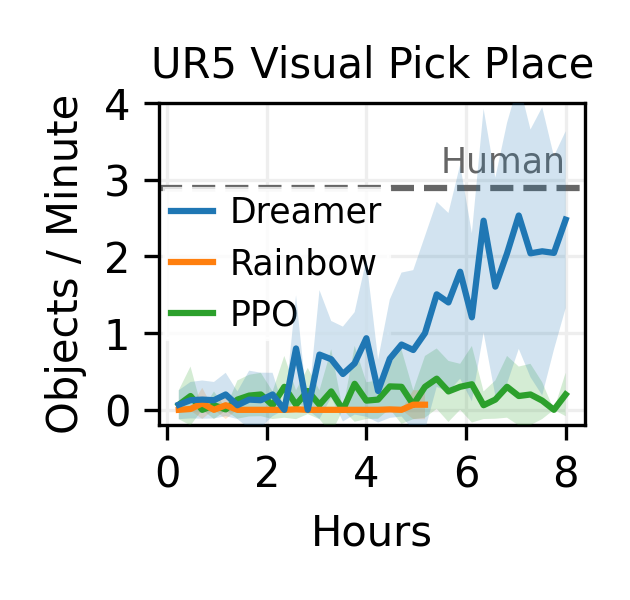 UR5 Visual Pick Place
Objects / Minute
4
3
2
1
0
Human
Dreamer
Rainbow
PPO
0 2 4 6 8
Hours